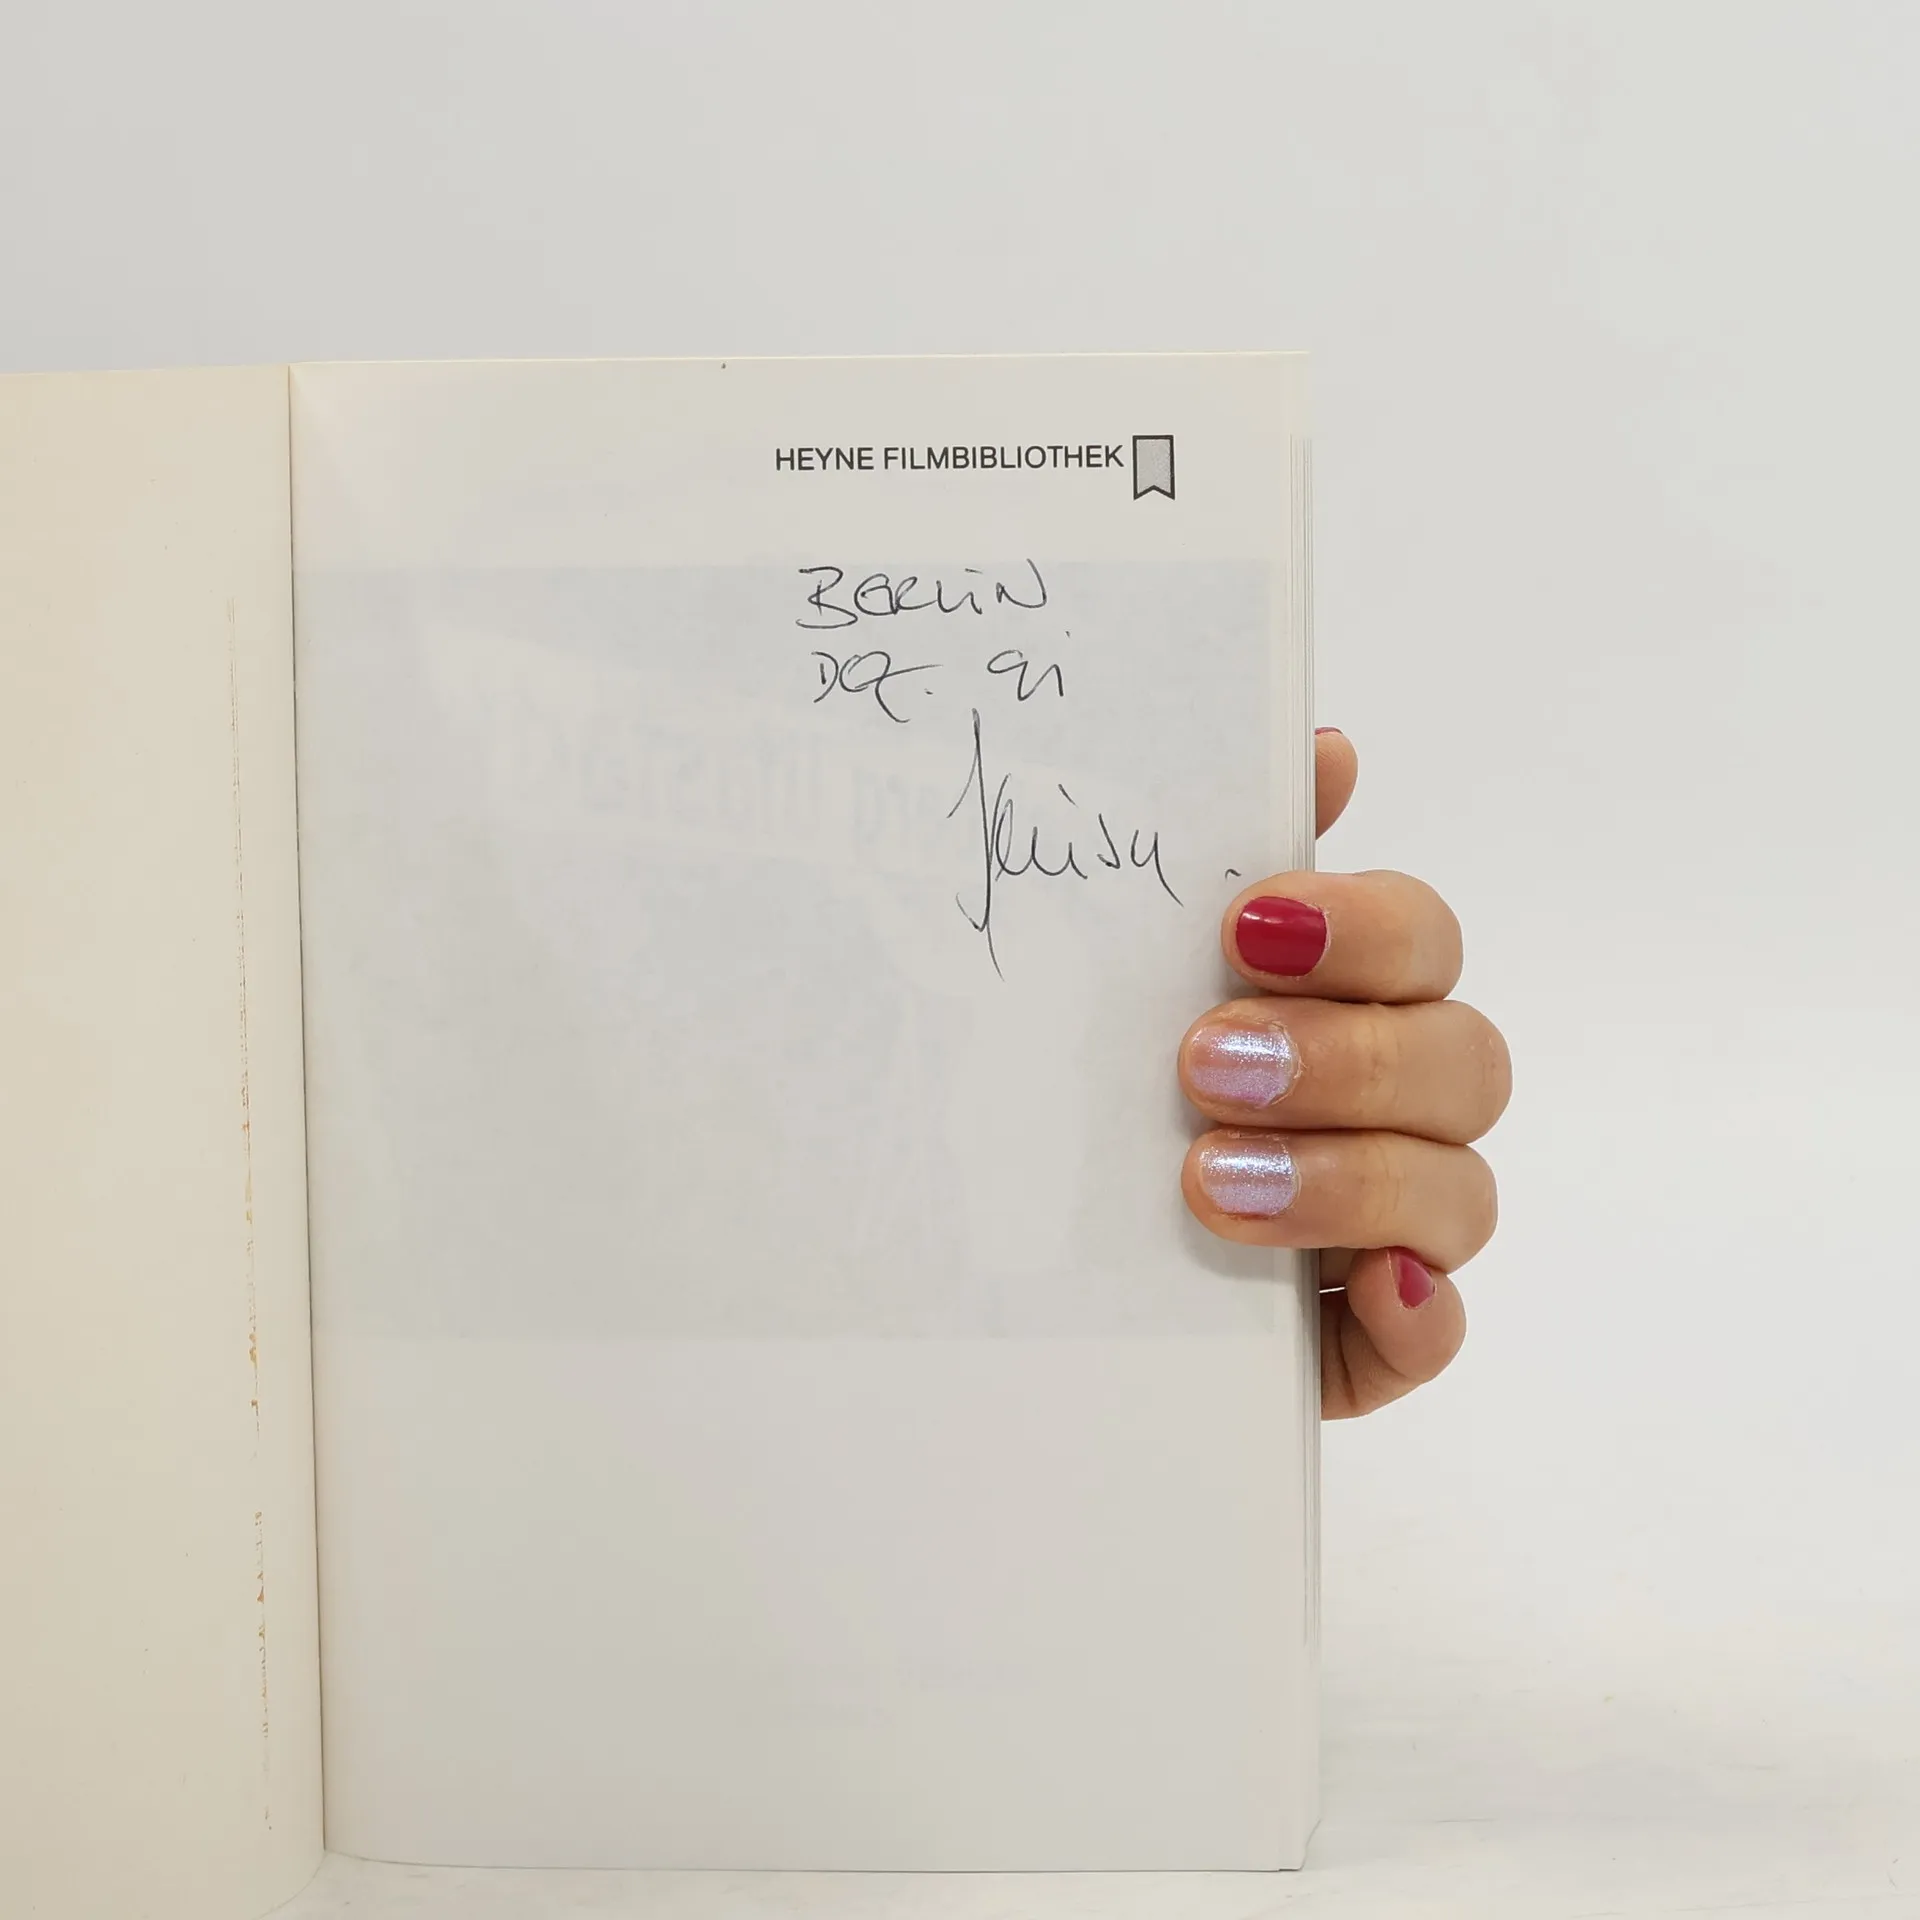 HEYNE FILMBIBLIOTHEK
BERLIN
DEZ. 91